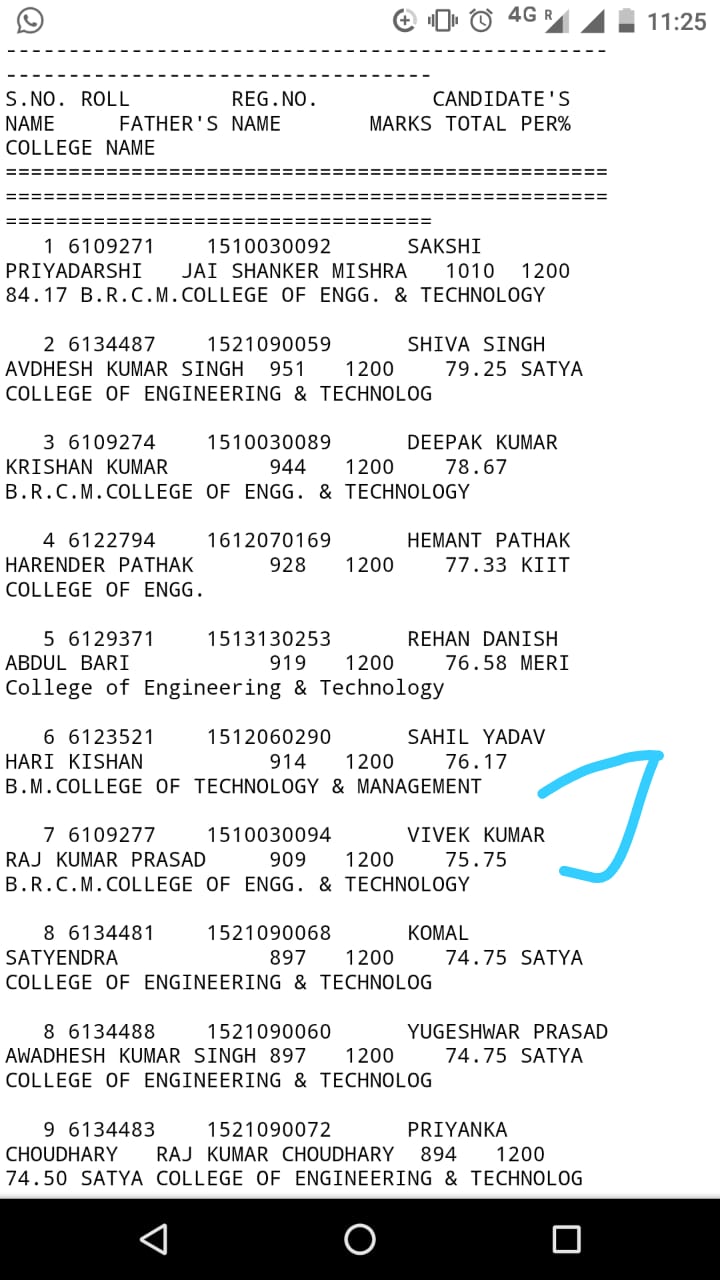 4G R 11:25
------------------------------------------------
----------------------------------
S.NO. ROLL REG.NO. CANDIDATE'S
NAME FATHER'S NAME MARKS TOTAL PER%
COLLEGE NAME
================================================
================================================
==================================
1 6109271 1510030092 SAKSHI
PRIYADARSHI JAI SHANKER MISHRA 1010 1200
84.17 B.R.C.M.COLLEGE OF ENGG. & TECHNOLOGY
2 6134487 1521090059 SHIVA SINGH
AVDHESH KUMAR SINGH 951 1200 79.25 SATYA
COLLEGE OF ENGINEERING & TECHNOLOG
3 6109274 1510030089 DEEPAK KUMAR
KRISHAN KUMAR 944 1200 78.67
B.R.C.M.COLLEGE OF ENGG. & TECHNOLOGY
4 6122794 1612070169 HEMANT PATHAK
HARENDER PATHAK 928 1200 77.33 KIIT
COLLEGE OF ENGG.
5 6129371 1513130253 REHAN DANISH
ABDUL BARI 919 1200 76.58 MERI
College of Engineering & Technology
6 6123521 1512060290 SAHIL YADAV
HARI KISHAN 914 1200 76.17
B.M.COLLEGE OF TECHNOLOGY & MANAGEMENT
7 6109277 1510030094 VIVEK KUMAR
RAJ KUMAR PRASAD 909 1200 75.75
B.R.C.M.COLLEGE OF ENGG. & TECHNOLOGY
8 6134481 1521090068 KOMAL
SATYENDRA 897 1200 74.75 SATYA
COLLEGE OF ENGINEERING & TECHNOLOG
8 6134488 1521090060 YUGESHWAR PRASAD
AWADHESH KUMAR SINGH 897 1200 74.75 SATYA
COLLEGE OF ENGINEERING & TECHNOLOG
9 6134483 1521090072 PRIYANKA
CHOUDHARY RAJ KUMAR CHOUDHARY 894 1200
74.50 SATYA COLLEGE OF ENGINEERING & TECHNOLOG